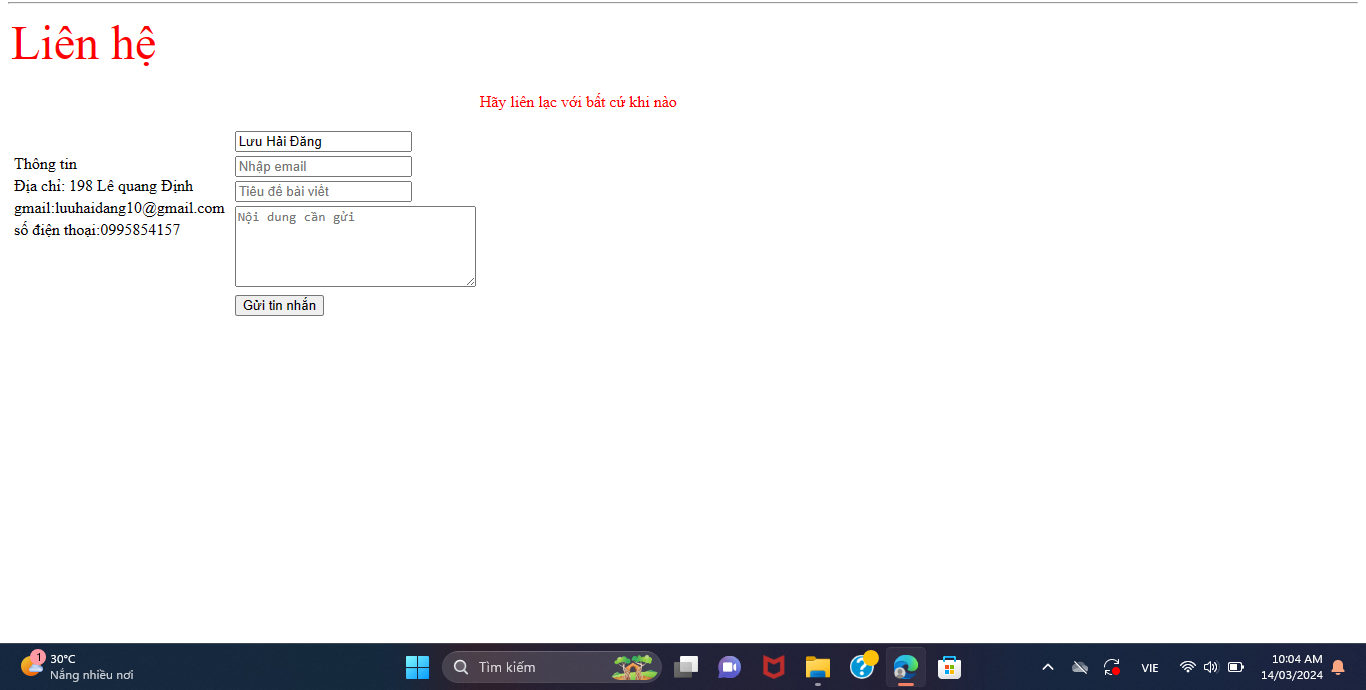 Liên hệ
Hãy liên lạc với bất cứ khi nào
Thông tin
Địa chỉ: 198 Lê quang Định
gmail:luuhaidang10@gmail.com
số điện thoại:0995854157
Lưu Hải Đăng
Nhập email
Tiêu đề bài viết
Nội dung cần gửi
Gửi tin nhắn
1
30°C
Nắng nhiều nơi
Tìm kiếm
VIE
10:04 AM
14/03/2024